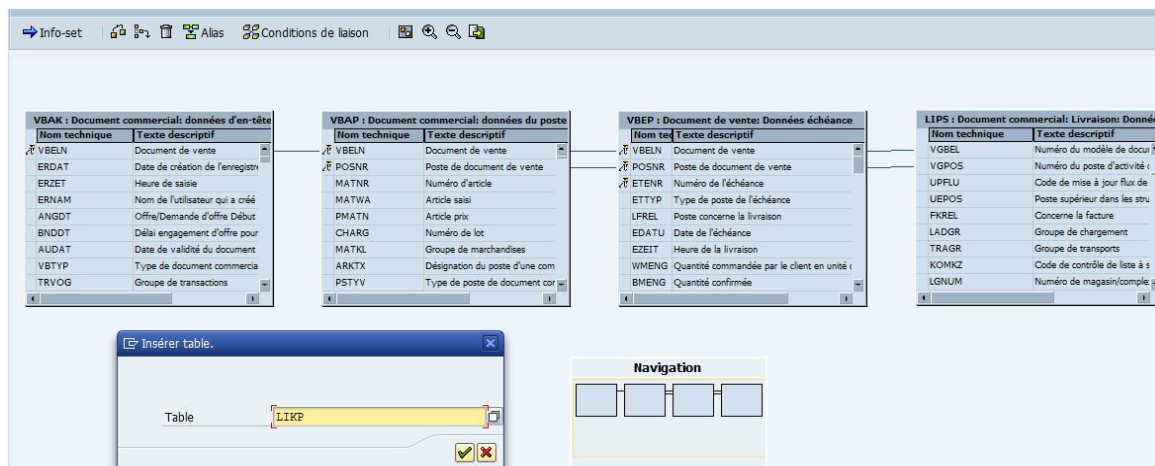 Info-set Alias Conditions de liaison
VBAK : Document commercial: données d'en-tête
Nom technique Texte descriptif
VBELN Document de vente
ERDAT Date de création de l'enregistre
ERZET Heure de saisie
ERNAM Nom de l'utilisateur qui a créé
ANGDT Offre/Demande d'offre Début
BNDDT Délai engagement d'offre pour
AUDAT Date de validité du document
VBTYP Type de document commercia
TRVOG Groupe de transactions
VBAP : Document commercial: données du poste
Nom technique Texte descriptif
VBELN Document de vente
POSNR Poste de document de vente
MATNR Numéro d'article
MATWA Article saisi
PMATN Article prix
CHARG Numéro de lot
MATKL Groupe de marchandises
ARKTX Désignation du poste d'une com
PSTYV Type de poste de document cor
VBEP : Document de vente: Données échéance
Nom tec Texte descriptif
VBELN Document de vente
POSNR Poste de document de vente
ETENR Numéro de l'échéance
ETTYP Type de poste de l'échéance
LFREL Poste concerne la livraison
EDATU Date de l'échéance
EZEIT Heure de la livraison
WMENG Quantité commandée par le client en unité
BMENG Quantité confirmée
LIPS : Document commercial: Livraison: Donné
Nom technique Texte descriptif
VGBEL Numéro du modèle de docu
VGPOS Numéro du poste d'activité
UPFLU Code de mise à jour flux de
UEPOS Poste supérieur dans les stru
FKREL Concerne la facture
LADGR Groupe de chargement
TRAGR Groupe de transports
KOMKZ Code de contrôle de liste à s
LGNUM Numéro de magasin/comple
Insérer table.
Table LIKP
Navigation